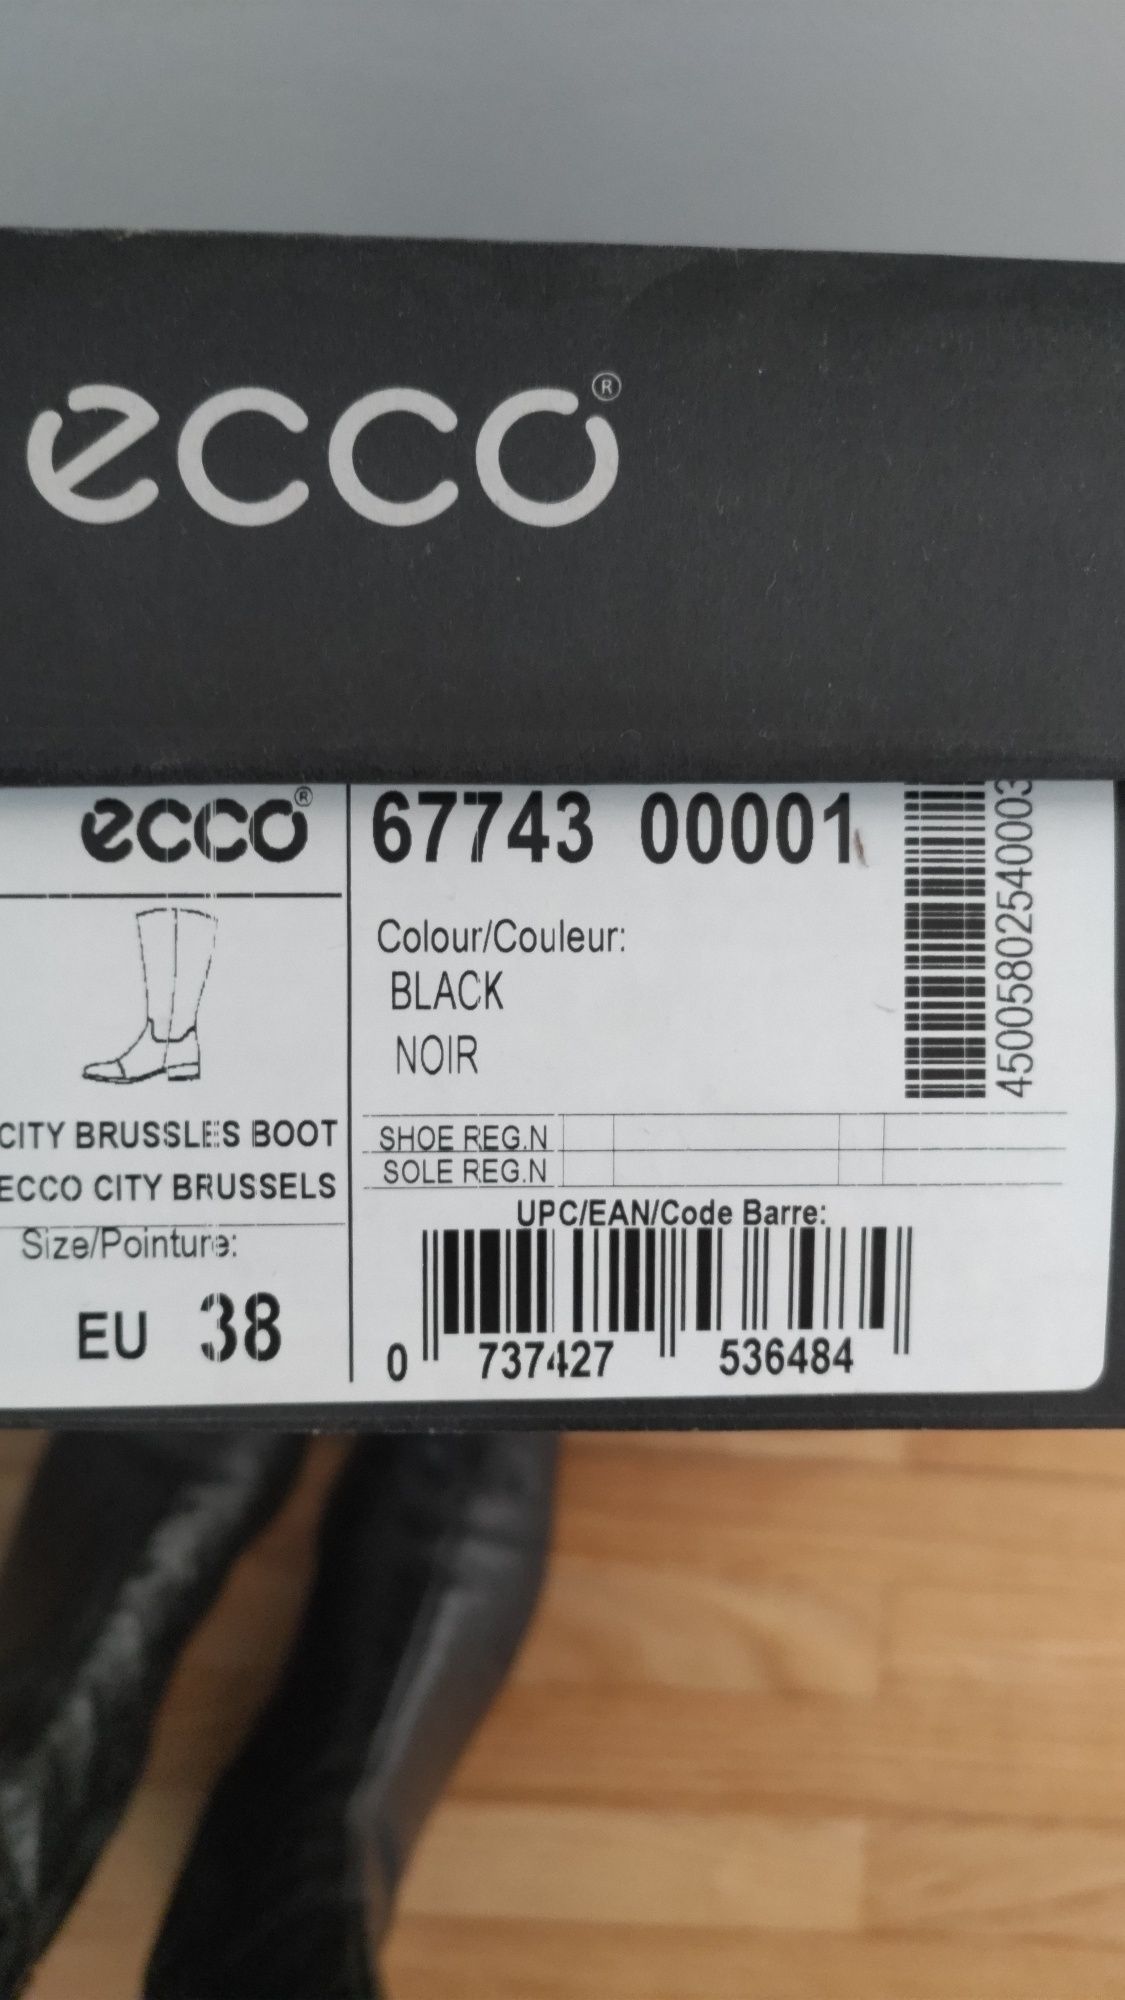 ecco®
ecco®
67743 00001
Colour/Couleur:
BLACK
NOIR
CITY BRUSSLES BOOT
ECCO CITY BRUSSELS
Size/Pointure:
EU 38
SHOE REG.N
SOLE REG.N
UPC/EAN/Code Barre:
0 737427 536484
45005802540003